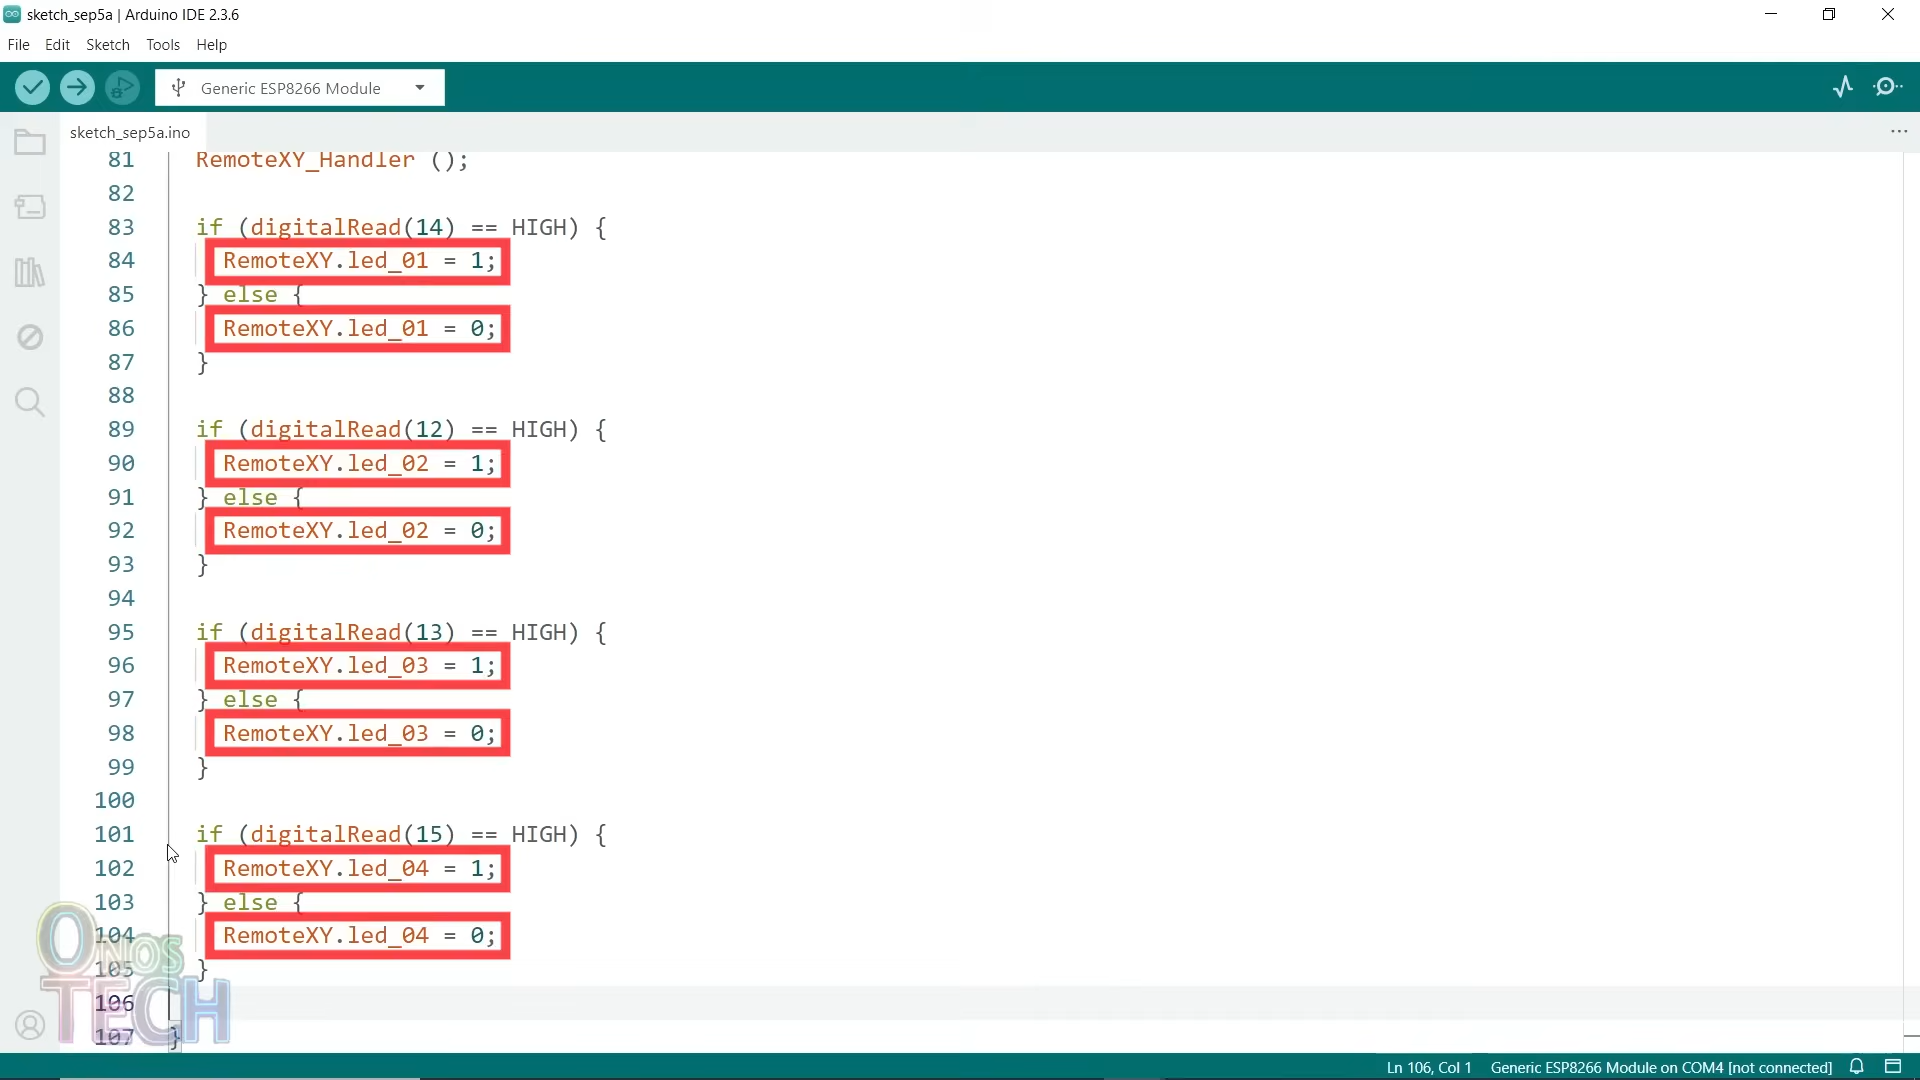 sketch_sep5a | Arduino IDE 2.3.6
File Edit Sketch Tools Help
Generic ESP8266 Module
sketch_sep5a.ino
81 RemoteXY_Handler ();
82
83 if (digitalRead(14) == HIGH) {
84 RemoteXY.led_01 = 1;
85 } else {
86 RemoteXY.led_01 = 0;
87 }
88
89 if (digitalRead(12) == HIGH) {
90 RemoteXY.led_02 = 1;
91 } else {
92 RemoteXY.led_02 = 0;
93 }
94
95 if (digitalRead(13) == HIGH) {
96 RemoteXY.led_03 = 1;
97 } else {
98 RemoteXY.led_03 = 0;
99 }
100
101 if (digitalRead(15) == HIGH) {
102 RemoteXY.led_04 = 1;
103 } else {
104 RemoteXY.led_04 = 0;
105 }
106
107 }
ONOS
TECH
Ln 106, Col 1 Generic ESP8266 Module on COM4 [not connected]